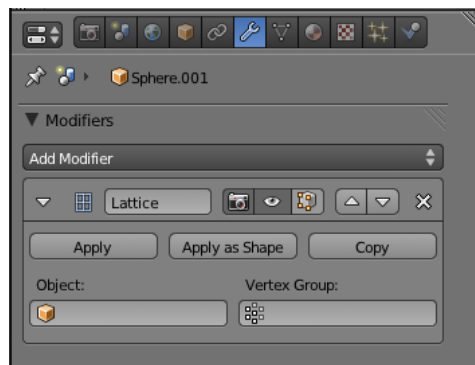 Sphere.001
Modifiers
Add Modifier
Lattice
Apply Apply as Shape Copy
Object: Vertex Group: